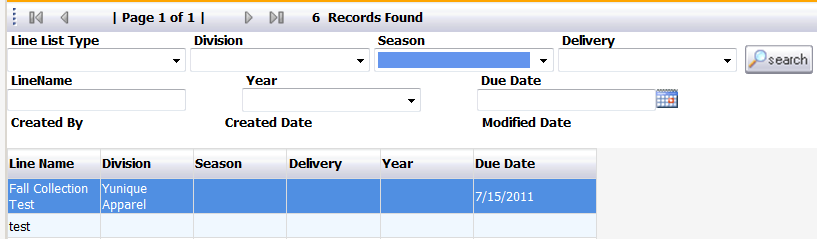 | Page 1 of 1 | 6 Records Found
Line List Type Division Season Delivery
search
LineName Year Due Date
Created By Created Date Modified Date
Line Name Division Season Delivery Year Due Date
Fall Collection Test Yunique Apparel 7/15/2011
test